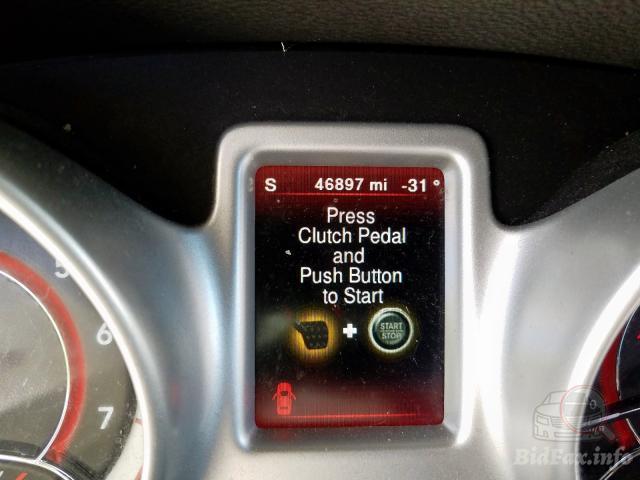 S 46897 mi -31 °
Press
Clutch Pedal
and
Push Button
to Start
START
STOP
5
6
7
BidFax.info